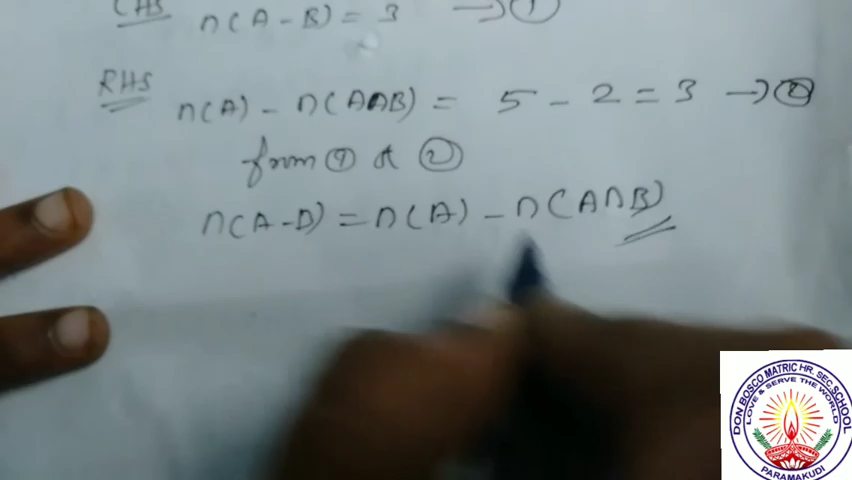 LHS
n(A-B) = 3 → ①
RHS
n(A) - n(A∩B) = 5 - 2 = 3 → ②
from ① & ②
n(A-B) = n(A) - n(A∩B)
DON BOSCO MATRIC HR. SEC. SCHOOL
LOVE & SERVE THE WORLD
PARAMAKUDI